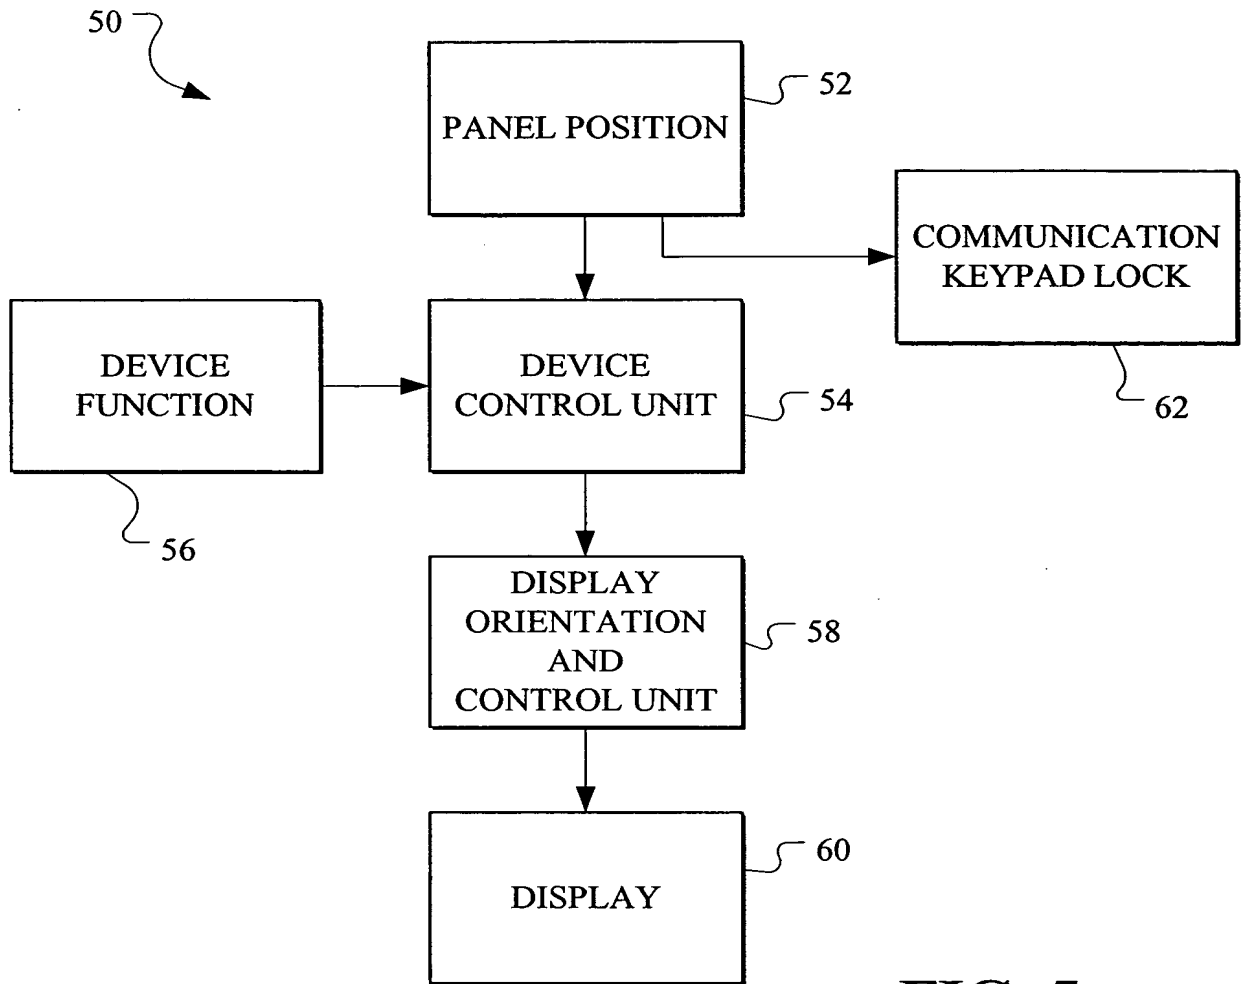 50
PANEL POSITION
52
COMMUNICATION
KEYPAD LOCK
62
DEVICE
FUNCTION
56
DEVICE
CONTROL UNIT
54
DISPLAY
ORIENTATION
AND
CONTROL UNIT
58
DISPLAY
60